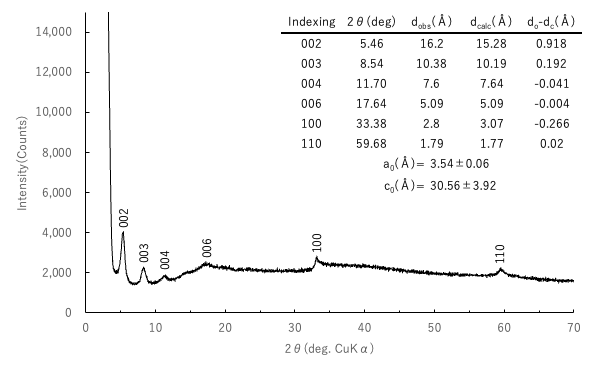 Indexing 2θ(deg) dobs(Å) dcalc(Å) do-dc(Å)
002 5.46 16.2 15.28 0.918
003 8.54 10.38 10.19 0.192
004 11.70 7.6 7.64 -0.041
006 17.64 5.09 5.09 -0.004
100 33.38 2.8 3.07 -0.266
110 59.68 1.79 1.77 0.02
a0(Å)= 3.54±0.06
c0(Å)= 30.56±3.92
Intensity(Counts)
14,000
12,000
10,000
8,000
6,000
4,000
2,000
0
002
003
004
006
100
110
0 10 20 30 40 50 60 70
2θ(deg. CuKα)